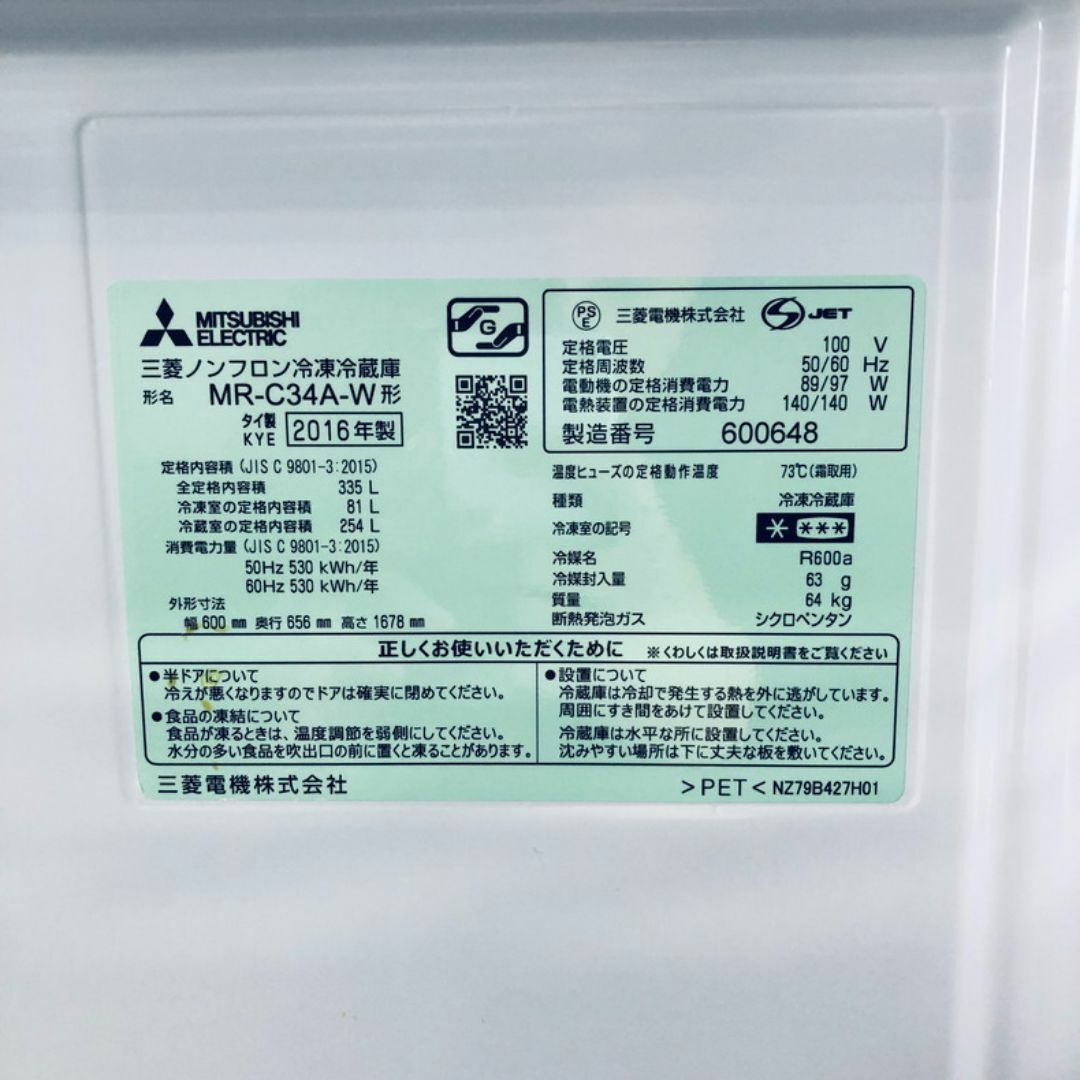 MITSUBISHI
ELECTRIC
三菱ノンフロン冷凍冷蔵庫
形名 MR-C34A-W形
タイ製
KYE 2016年製
定格内容積 (JIS C 9801-3:2015)
全定格内容積 335 L
冷凍室の定格内容積 81 L
冷蔵室の定格内容積 254 L
消費電力量 (JIS C 9801-3:2015)
50Hz 530 kWh/年
60Hz 530 kWh/年
外形寸法
幅 600 mm 奥行 656 mm 高さ 1678 mm
G
PS
E 三菱電機株式会社 JET
定格電圧 100 V
定格周波数 50/60 Hz
電動機の定格消費電力 89/97 W
電熱装置の定格消費電力 140/140 W
製造番号 600648
温度ヒューズの定格動作温度 73℃(霜取用)
種類 冷凍冷蔵庫
冷凍室の記号 * ***
冷媒名 R600a
冷媒封入量 63 g
質量 64 kg
断熱発泡ガス シクロペンタン
正しくお使いいただくために ※くわしくは取扱説明書をご覧ください
●半ドアについて
冷えが悪くなりますのでドアは確実に閉めてください。
●食品の凍結について
食品が凍るときは、温度調節を弱側にしてください。
水分の多い食品を吹出口の前に置くと凍ることがあります。
●設置について
冷蔵庫は冷却で発生する熱を外に逃がしています。
周囲にすき間をあけて設置してください。
冷蔵庫は水平な所に設置してください。
沈みやすい場所は下に丈夫な板を敷いてください。
三菱電機株式会社 >PET< NZ79B427H01